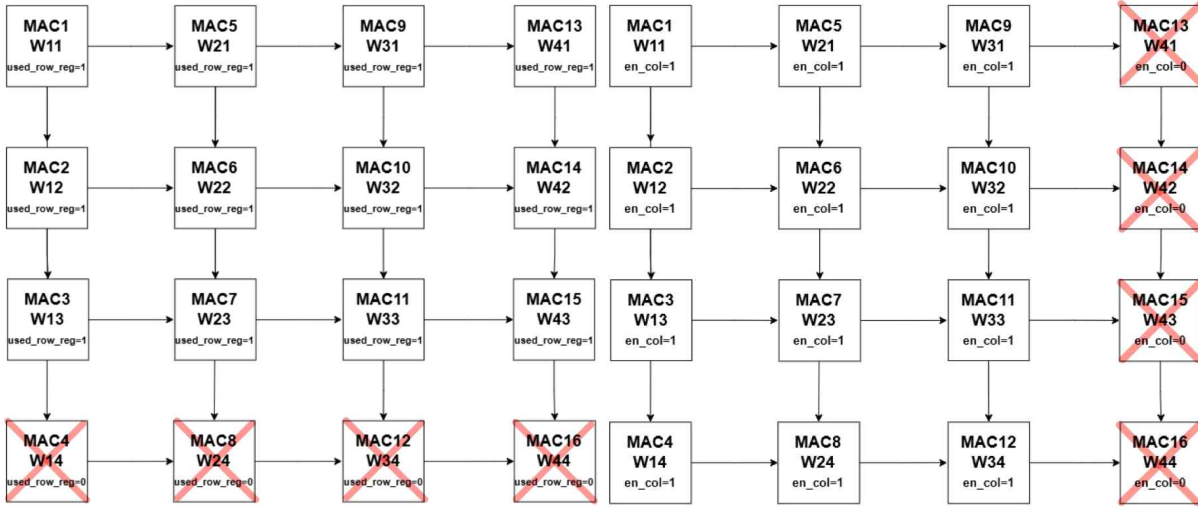 MAC1
W11
used_row_reg=1
MAC5
W21
used_row_reg=1
MAC9
W31
used_row_reg=1
MAC13
W41
used_row_reg=1
MAC1
W11
en_col=1
MAC5
W21
en_col=1
MAC9
W31
en_col=1
MAC13
W41
en_col=0
MAC2
W12
used_row_reg=1
MAC6
W22
used_row_reg=1
MAC10
W32
used_row_reg=1
MAC14
W42
used_row_reg=1
MAC2
W12
en_col=1
MAC6
W22
en_col=1
MAC10
W32
en_col=1
MAC14
W42
en_col=0
MAC3
W13
used_row_reg=1
MAC7
W23
used_row_reg=1
MAC11
W33
used_row_reg=1
MAC15
W43
used_row_reg=1
MAC3
W13
en_col=1
MAC7
W23
en_col=1
MAC11
W33
en_col=1
MAC15
W43
en_col=0
MAC4
W14
used_row_reg=0
MAC8
W24
used_row_reg=0
MAC12
W34
used_row_reg=0
MAC16
W44
used_row_reg=0
MAC4
W14
en_col=1
MAC8
W24
en_col=1
MAC12
W34
en_col=1
MAC16
W44
en_col=0